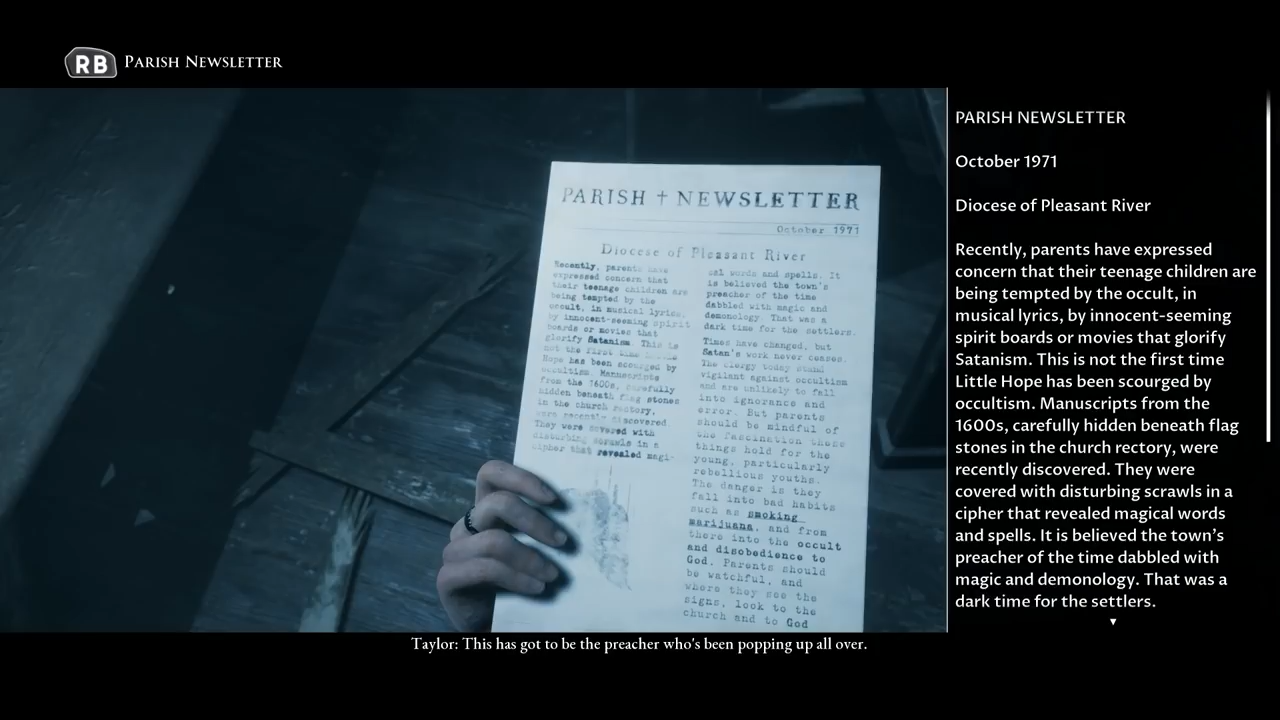 RB PARISH NEWSLETTER
PARISH † NEWSLETTER
October 1971
Diocese of Pleasant River
Recently, parents have
expressed concern that
their teenage children are
being tempted by the
occult, in musical lyrics,
by innocent-seeming spirit
boards or movies that
glorify Satanism. This is
not the first time Little
Hope has been scourged by
occultism. Manuscripts
from the 1600s, carefully
hidden beneath flag stones
in the church rectory,
were recently discovered.
They were covered with
disturbing scrawls in a
cipher that revealed magi-
cal words and spells. It
is believed the town's
preacher of the time
dabbled with magic and
demonology. That was a
dark time for the settlers.
Times have changed, but
Satan's work never ceases.
The clergy today stand
vigilant against occultism
and are unlikely to fall
into ignorance and
error. But parents
should be mindful of
the fascination these
things hold for the
young, particularly
rebellious youths.
The danger is they
fall into bad habits
such as smoking
marijuana, and from
there into the occult
and disobedience to
God. Parents should
be watchful, and
where they see the
signs, look to the
church and to God
PARISH NEWSLETTER
October 1971
Diocese of Pleasant River
Recently, parents have expressed
concern that their teenage children are
being tempted by the occult, in
musical lyrics, by innocent-seeming
spirit boards or movies that glorify
Satanism. This is not the first time
Little Hope has been scourged by
occultism. Manuscripts from the
1600s, carefully hidden beneath flag
stones in the church rectory, were
recently discovered. They were
covered with disturbing scrawls in a
cipher that revealed magical words
and spells. It is believed the town's
preacher of the time dabbled with
magic and demonology. That was a
dark time for the settlers.
Taylor: This has got to be the preacher who's been popping up all over.